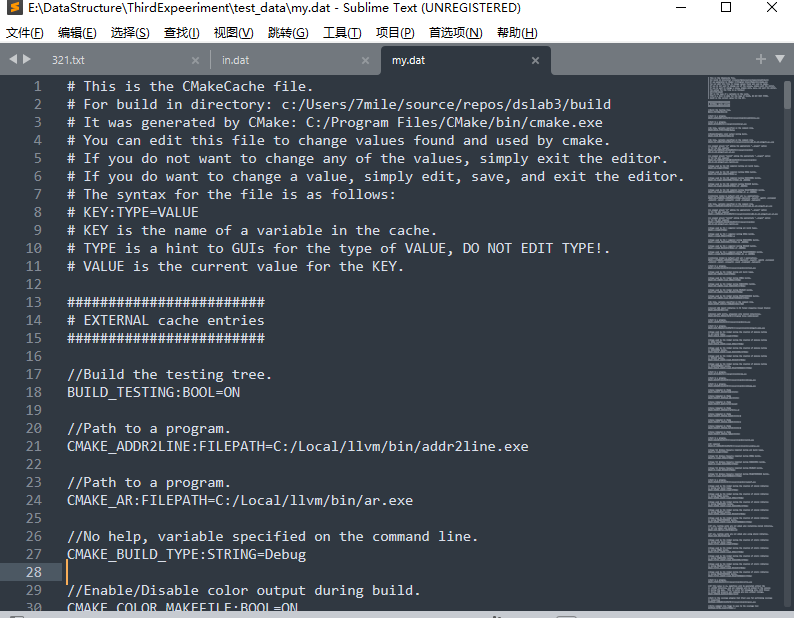 E:\DataStructure\ThirdExpeeriment\test_data\my.dat - Sublime Text (UNREGISTERED)
文件(F) 编辑(E) 选择(S) 查找(I) 视图(V) 跳转(G) 工具(T) 项目(P) 首选项(N) 帮助(H)
321.txt in.dat my.dat
1 # This is the CMakeCache file.
2 # For build in directory: c:/Users/7mile/source/repos/dslab3/build
3 # It was generated by CMake: C:/Program Files/CMake/bin/cmake.exe
4 # You can edit this file to change values found and used by cmake.
5 # If you do not want to change any of the values, simply exit the editor.
6 # If you do want to change a value, simply edit, save, and exit the editor.
7 # The syntax for the file is as follows:
8 # KEY:TYPE=VALUE
9 # KEY is the name of a variable in the cache.
10 # TYPE is a hint to GUIs for the type of VALUE, DO NOT EDIT TYPE!.
11 # VALUE is the current value for the KEY.
12
13 ########################
14 # EXTERNAL cache entries
15 ########################
16
17 //Build the testing tree.
18 BUILD_TESTING:BOOL=ON
19
20 //Path to a program.
21 CMAKE_ADDR2LINE:FILEPATH=C:/Local/llvm/bin/addr2line.exe
22
23 //Path to a program.
24 CMAKE_AR:FILEPATH=C:/Local/llvm/bin/ar.exe
25
26 //No help, variable specified on the command line.
27 CMAKE_BUILD_TYPE:STRING=Debug
28
29 //Enable/Disable color output during build.
30 CMAKE_COLOR_MAKEFILE:BOOL=ON